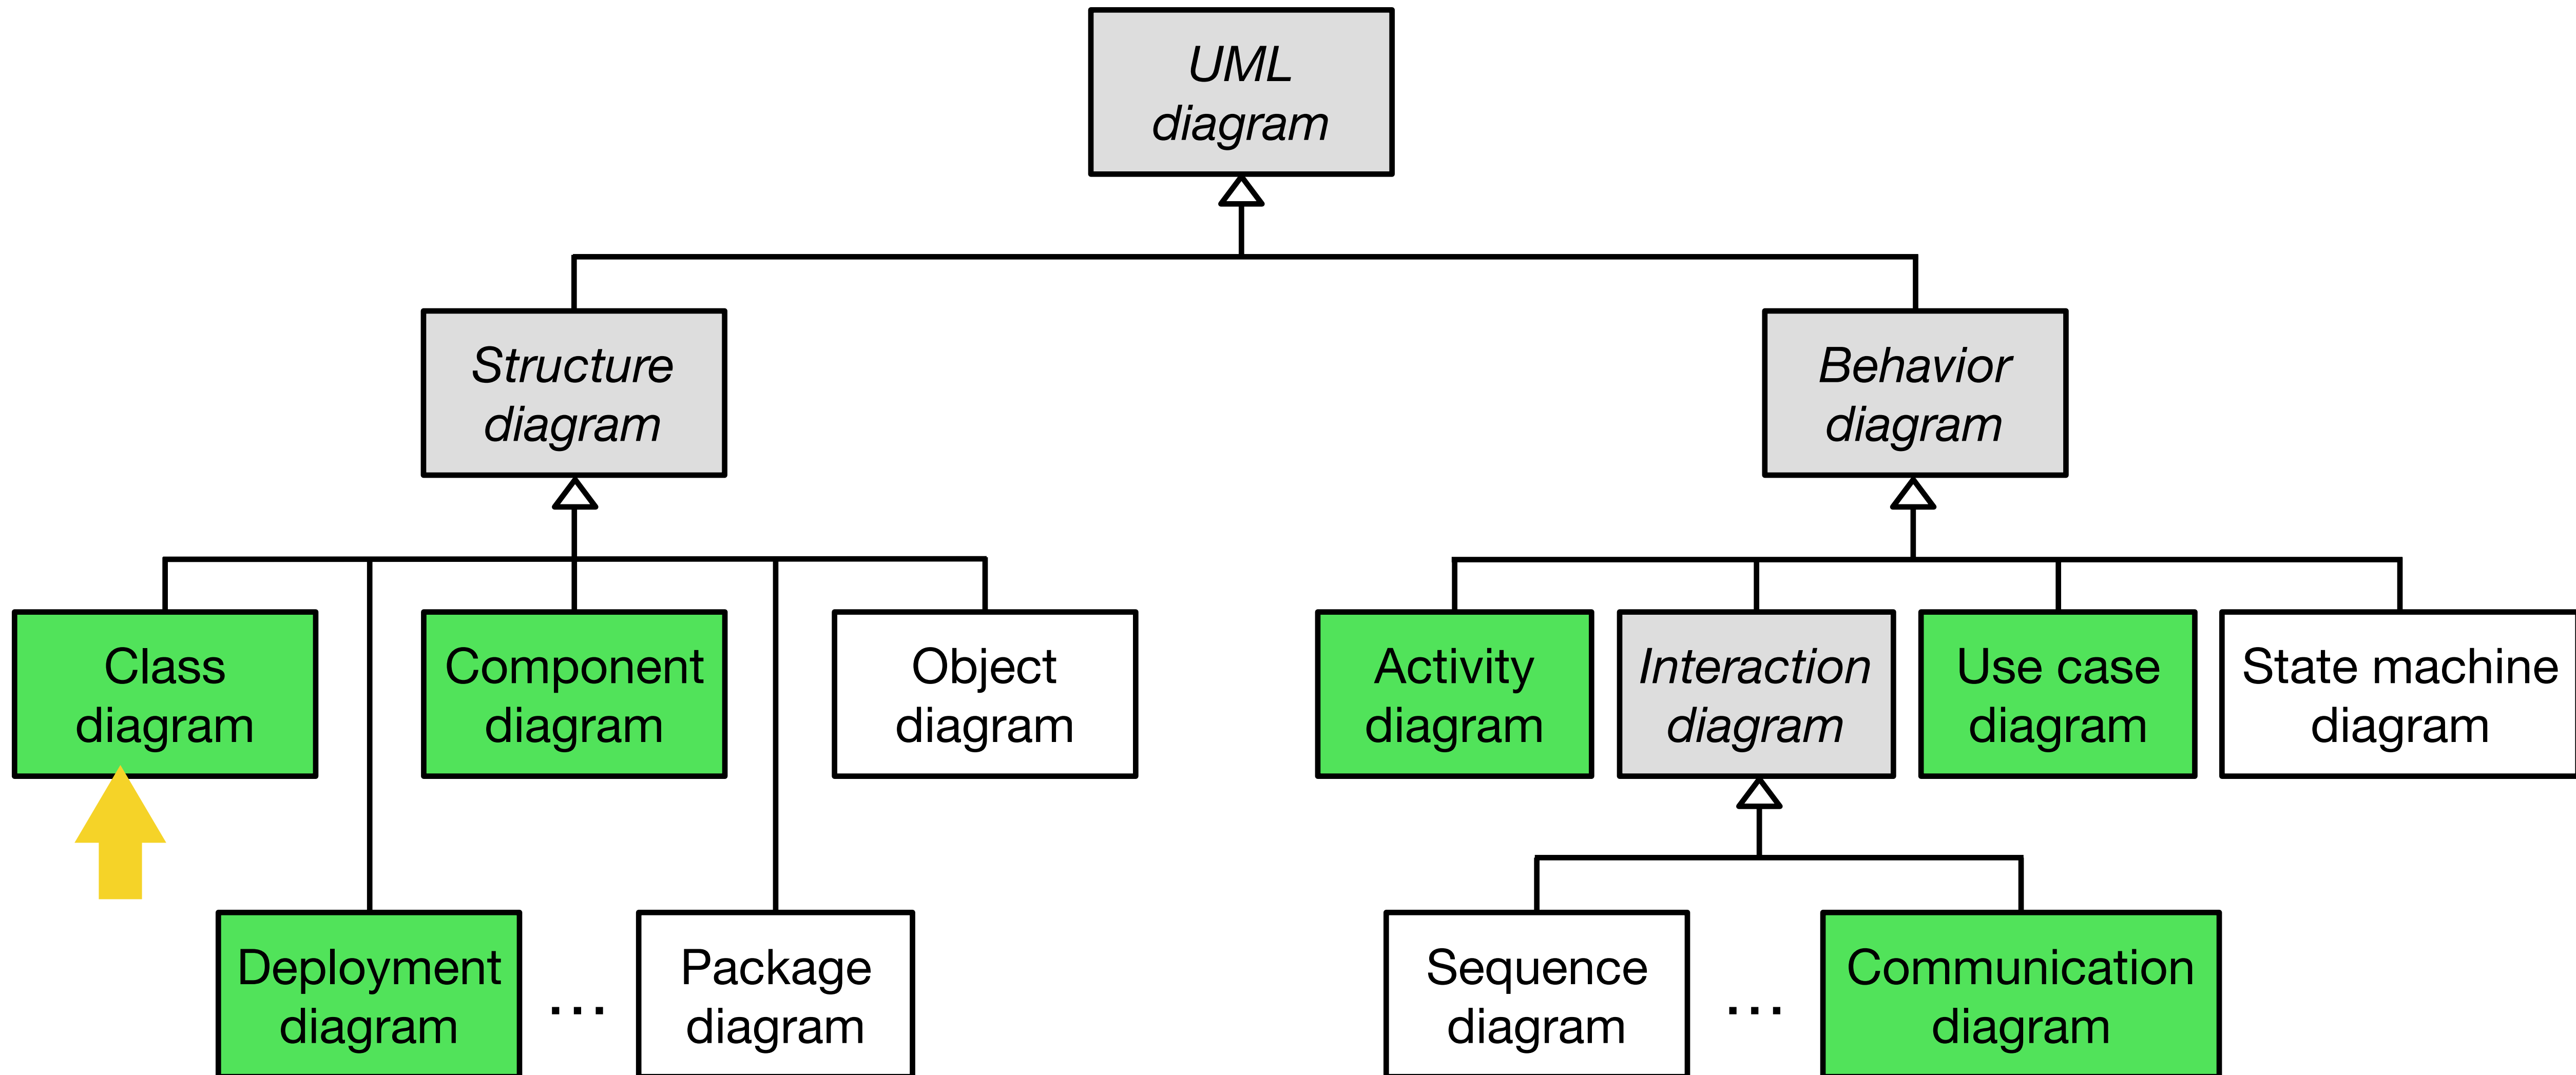 UML
diagram
Structure
diagram
Behavior
diagram
Class
diagram
Component
diagram
Object
diagram
Activity
diagram
Interaction
diagram
Use case
diagram
State machine
diagram
Deployment
diagram
...
Package
diagram
Sequence
diagram
...
Communication
diagram